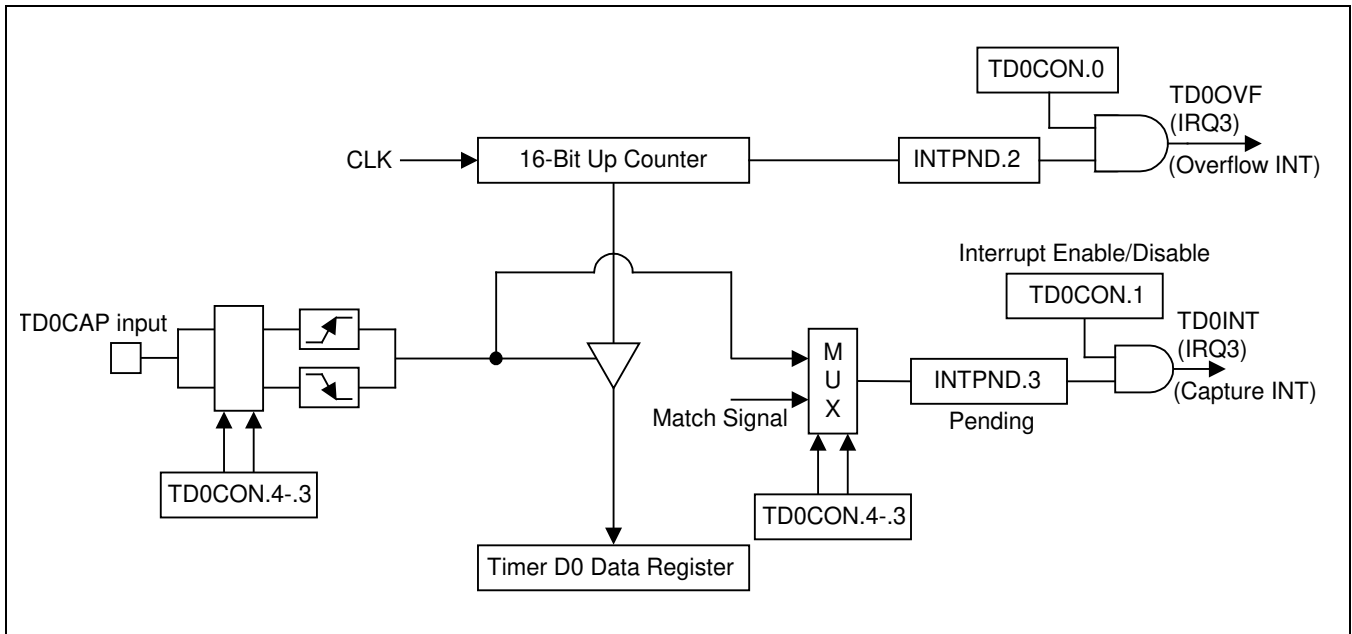 TD0CON.0
TD0OVF
(IRQ3)
(Overflow INT)
CLK
16-Bit Up Counter
INTPND.2
Interrupt Enable/Disable
TD0CON.1
TD0INT
(IRQ3)
(Capture INT)
TD0CAP input
M
U
X
INTPND.3
Pending
Match Signal
TD0CON.4-.3
TD0CON.4-.3
Timer D0 Data Register